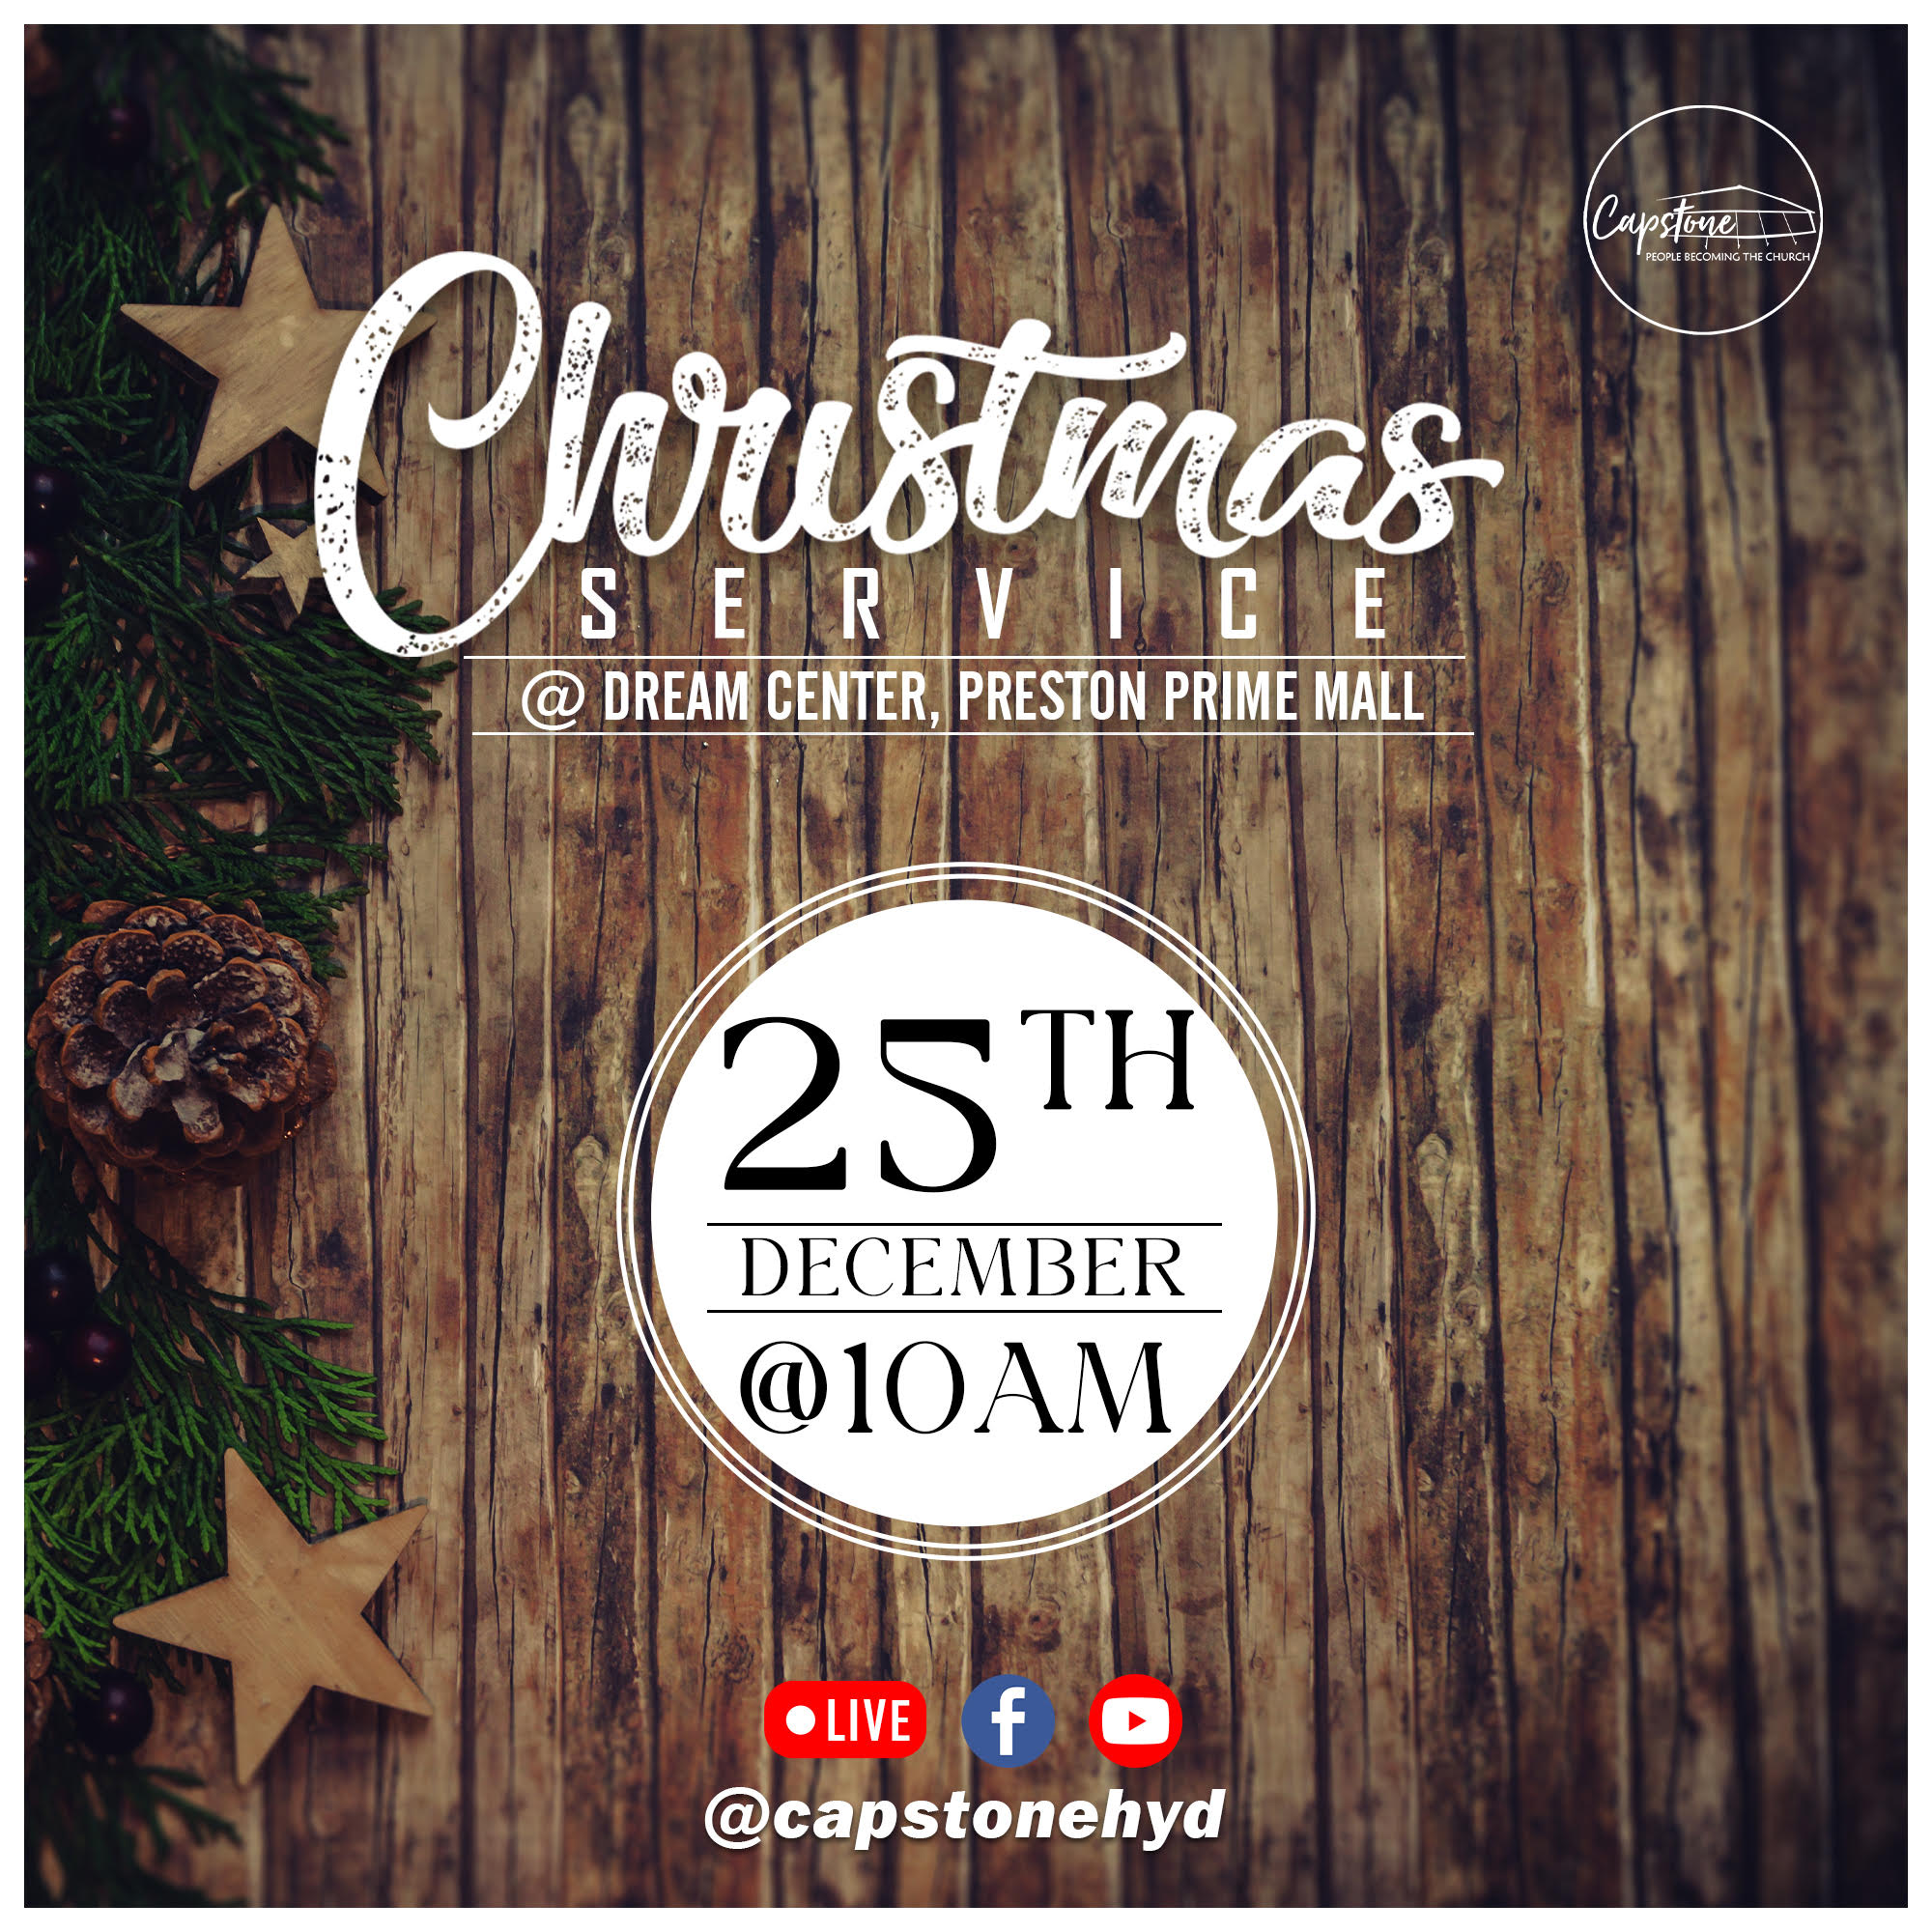 Capstone
PEOPLE BECOMING THE CHURCH
Christmas
SERVICE
@ DREAM CENTER, PRESTON PRIME MALL
25TH
DECEMBER
@10AM
LIVE
@capstonehyd